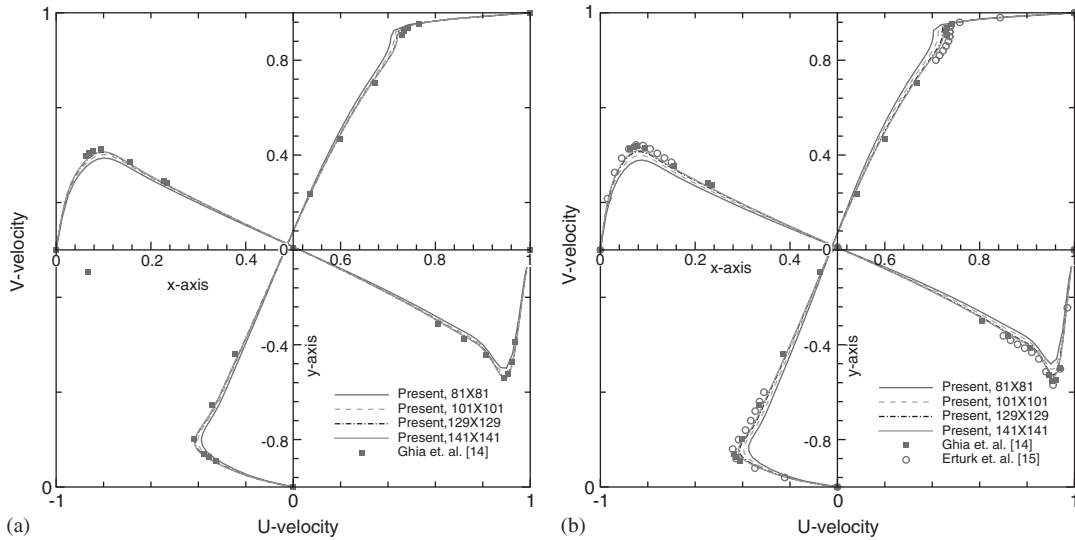 1
V-velocity
0
0
0.2
0.4
x-axis
0.8
0.4
0
0.6
0.8
1
-0.4
-0.8
y-axis
Present, 81X81
Present, 101X101
Present,129X129
Present,141X141
Ghia et. al. [14]
-1
0
1
U-velocity
(a)
1
V-velocity
0
0
0.2
0.4
x-axis
0.8
0.4
0
0.6
0.8
1
-0.4
-0.8
y-axis
Present, 81X81
Present, 101X101
Present, 129X129
Present, 141X141
Ghia et. al. [14]
Erturk et. al. [15]
-1
0
1
U-velocity
(b)